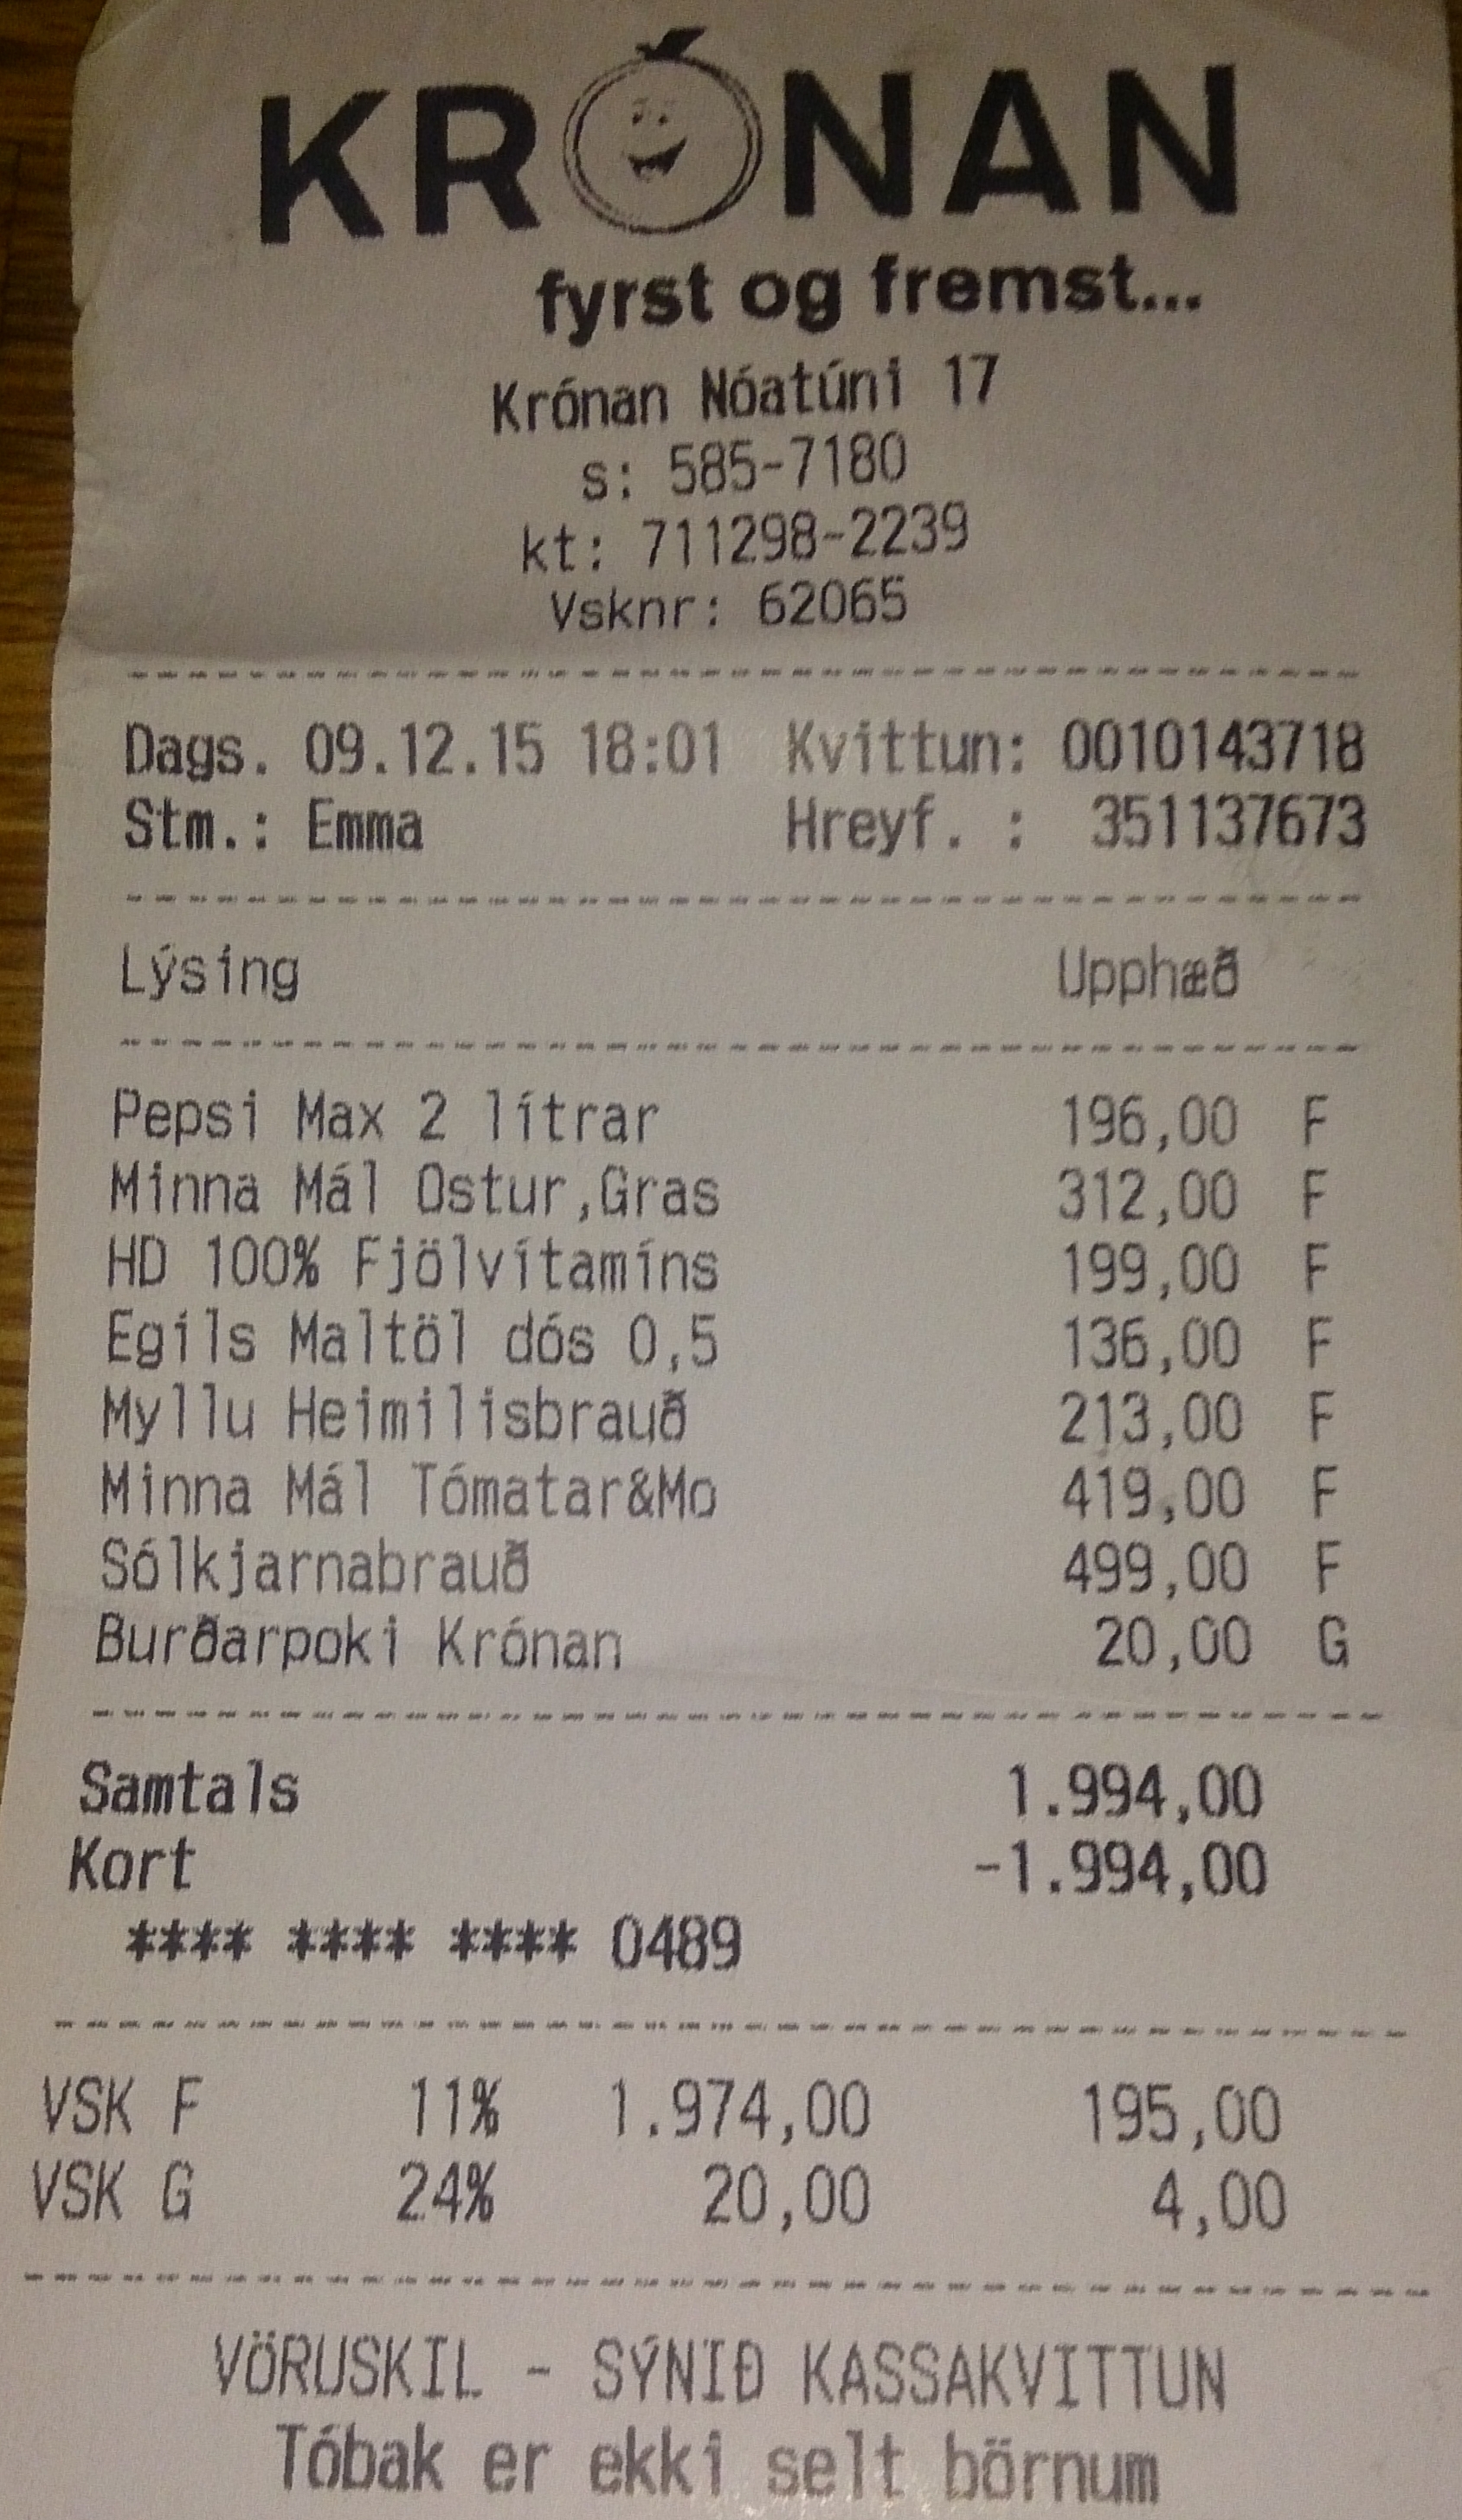 KRÓNAN
fyrst og fremst...
Krónan Nóatúni 17
s: 585-7180
kt: 711298-2239
Vsknr: 62065
Dags. 09.12.15 18:01 Kvittun: 0010143718
Stm.: Emma Hreyf. : 351137673
Lýsing Upphæð
Pepsi Max 2 lítrar 196,00 F
Minna Mál Ostur,Gras 312,00 F
HD 100% Fjölvítamíns 199,00 F
Egils Maltöl dós 0,5 136,00 F
Myllu Heimilisbrauð 213,00 F
Minna Mál Tómatar&Mo 419,00 F
Sólkjarnabrauð 499,00 F
Burðarpoki Krónan 20,00 G
Samtals 1.994,00
Kort -1.994,00
**** **** **** 0489
VSK F 11% 1.974,00 195,00
VSK G 24% 20,00 4,00
VÖRUSKIL - SÝNIÐ KASSAKVITTUN
Tóbak er ekki selt börnum